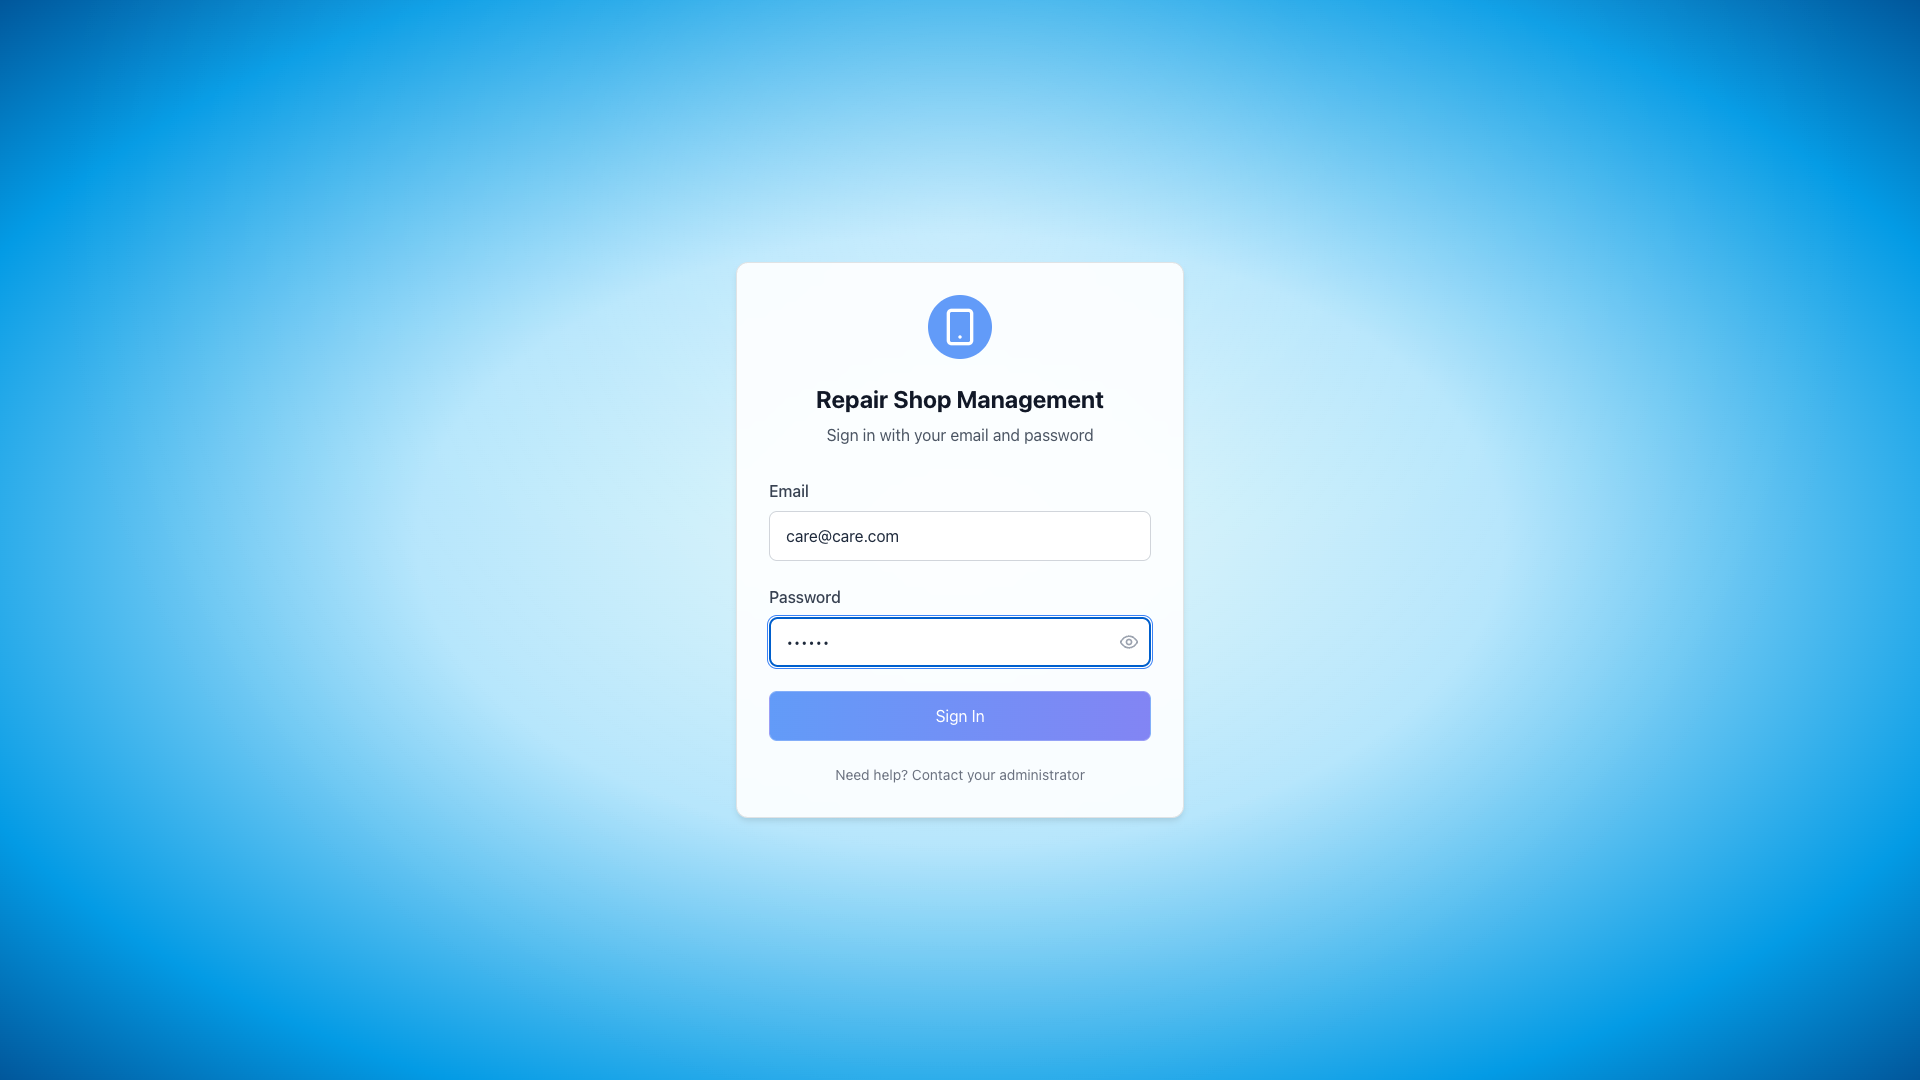 Repair Shop Management
Sign in with your email and password
Email
care@care.com
Password
••••••
Sign In
Need help? Contact your administrator